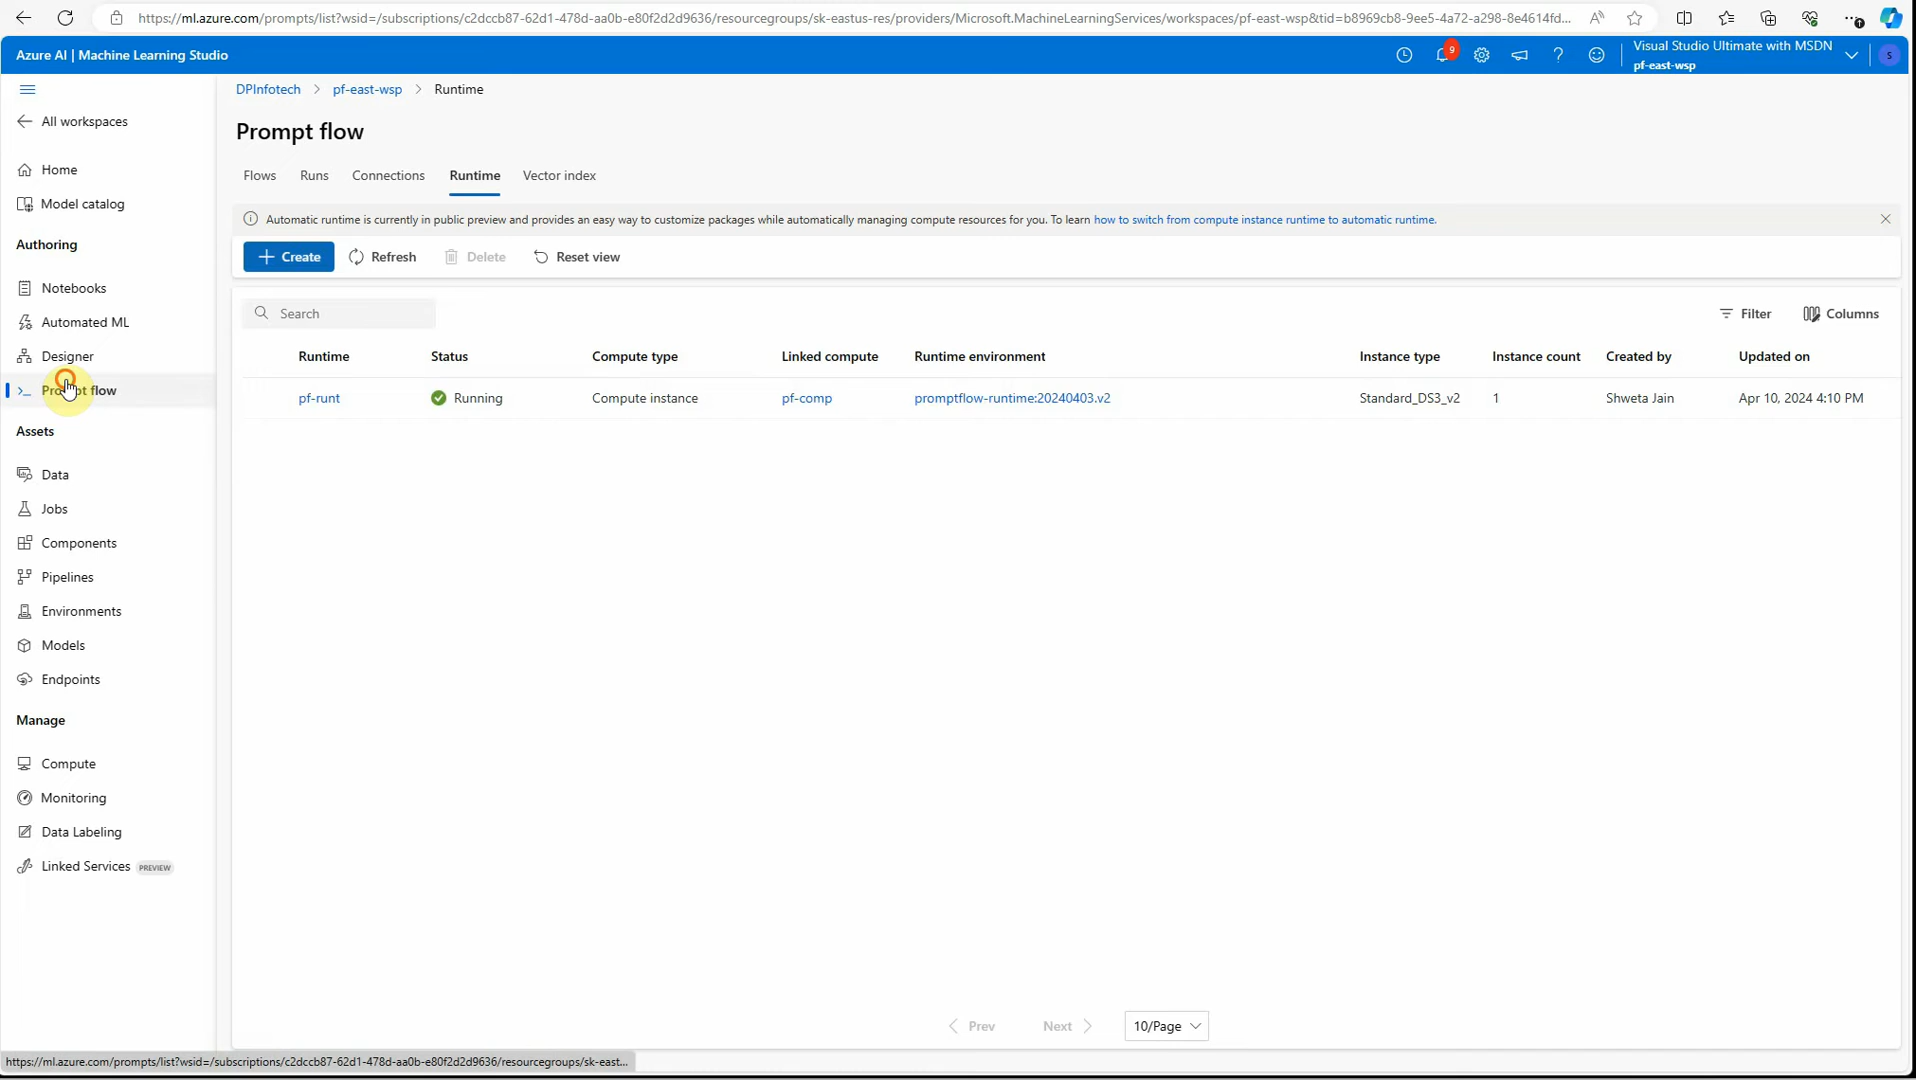 https://ml.azure.com/prompts/list?wsid=/subscriptions/c2dccb87-62d1-478d-aa0b-e80f2d2d9636/resourcegroups/sk-eastus-res/providers/Microsoft.MachineLearningServices/workspaces/pf-east-wsp&tid=b8969cb8-9ee5-4a72-a298-8e4614fd...
Azure AI | Machine Learning Studio
9
Visual Studio Ultimate with MSDN
pf-east-wsp
S
All workspaces
Home
Model catalog
Authoring
Notebooks
Automated ML
Designer
Prompt flow
Assets
Data
Jobs
Components
Pipelines
Environments
Models
Endpoints
Manage
Compute
Monitoring
Data Labeling
Linked Services PREVIEW
DPInfotech > pf-east-wsp > Runtime
Prompt flow
Flows Runs Connections Runtime Vector index
Automatic runtime is currently in public preview and provides an easy way to customize packages while automatically managing compute resources for you. To learn how to switch from compute instance runtime to automatic runtime.
Create Refresh Delete Reset view
Search Filter Columns
Runtime Status Compute type Linked compute Runtime environment Instance type Instance count Created by Updated on
pf-runt Running Compute instance pf-comp promptflow-runtime:20240403.v2 Standard_DS3_v2 1 Shweta Jain Apr 10, 2024 4:10 PM
Prev Next 10/Page
https://ml.azure.com/prompts/list?wsid=/subscriptions/c2dccb87-62d1-478d-aa0b-e80f2d2d9636/resourcegroups/sk-east...